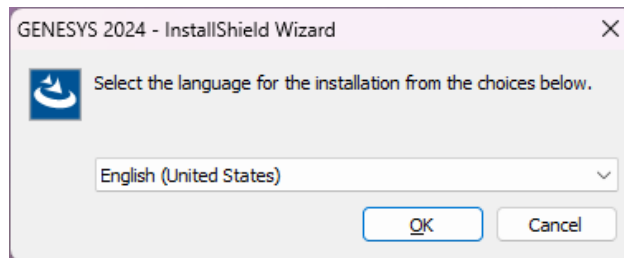 GENESYS 2024 - InstallShield Wizard
Select the language for the installation from the choices below.
English (United States)
OK
Cancel